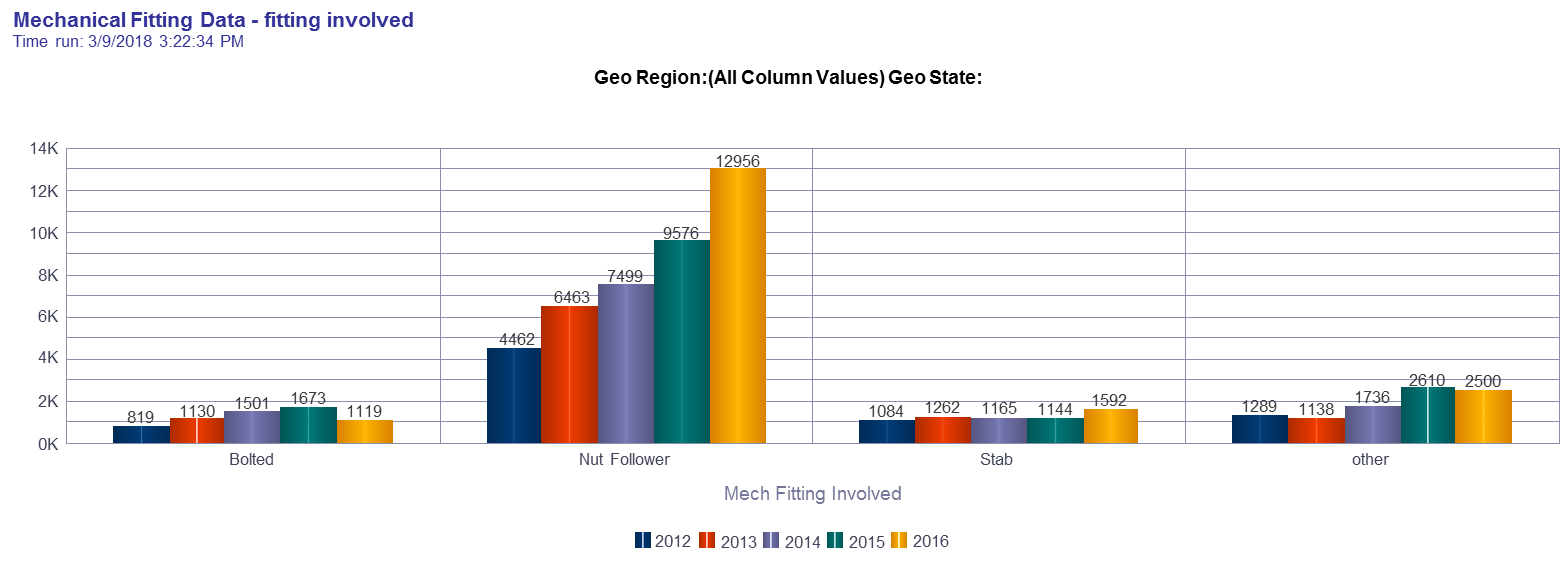 Mechanical Fitting Data - fitting involved
Time run: 3/9/2018 3:22:34 PM
Geo Region:(All Column Values) Geo State:
14K
12K
10K
8K
6K
4K
2K
0K
819
1130
1501
1673
1119
4462
6463
7499
9576
12956
1084
1262
1165
1144
1592
1289
1138
1736
2610
2500
Bolted
Nut Follower
Stab
other
Mech Fitting Involved
2012 2013 2014 2015 2016